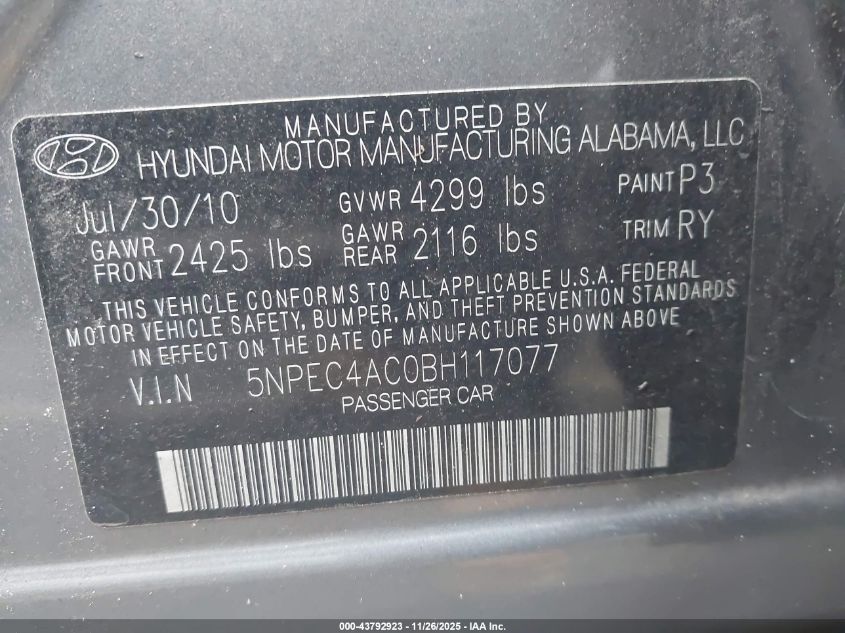 MANUFACTURED BY
HYUNDAI MOTOR MANUFACTURING ALABAMA, LLC
Jul/30/10 GVWR 4299 lbs PAINT P3
GAWR FRONT 2425 lbs GAWR REAR 2116 lbs TRIM RY
THIS VEHICLE CONFORMS TO ALL APPLICABLE U.S.A. FEDERAL
MOTOR VEHICLE SAFETY, BUMPER, AND THEFT PREVENTION STANDARDS
IN EFFECT ON THE DATE OF MANUFACTURE SHOWN ABOVE
V.I.N 5NPEC4AC0BH117077
PASSENGER CAR
000-43792923 | 11/26/2025 - IAA Inc.